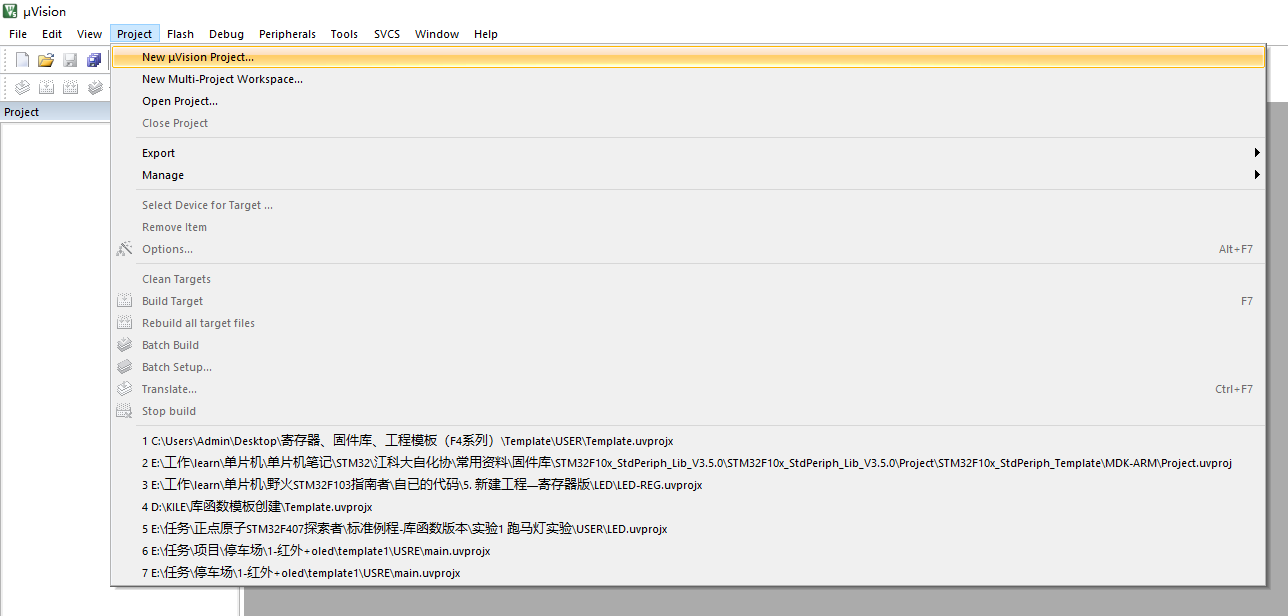 µVision
File Edit View Project Flash Debug Peripherals Tools SVCS Window Help
New µVision Project...
New Multi-Project Workspace...
Open Project...
Project
Close Project
Export
Manage
Select Device for Target ...
Remove Item
Options... Alt+F7
Clean Targets
Build Target F7
Rebuild all target files
Batch Build
Batch Setup...
Translate... Ctrl+F7
Stop build
1 C:\Users\Admin\Desktop\寄存器、固件库、工程模板（F4系列）\Template\USER\Template.uvprojx
2 E:\工作\learn\单片机\单片机笔记\STM32\江科大自化协\常用资料\固件库\STM32F10x_StdPeriph_Lib_V3.5.0\STM32F10x_StdPeriph_Lib_V3.5.0\Project\STM32F10x_StdPeriph_Template\MDK-ARM\Project.uvproj
3 E:\工作\learn\单片机\野火STM32F103指南者\自己的代码\5. 新建工程—寄存器版\LED\LED-REG.uvprojx
4 D:\KILE\库函数模板创建\Template.uvprojx
5 E:\任务\正点原子STM32F407探索者\标准例程-库函数版本\实验1 跑马灯实验\USER\LED.uvprojx
6 E:\任务\项目\停车场\1-红外+oled\template1\USRE\main.uvprojx
7 E:\任务\停车场\1-红外+oled\template1\USRE\main.uvprojx